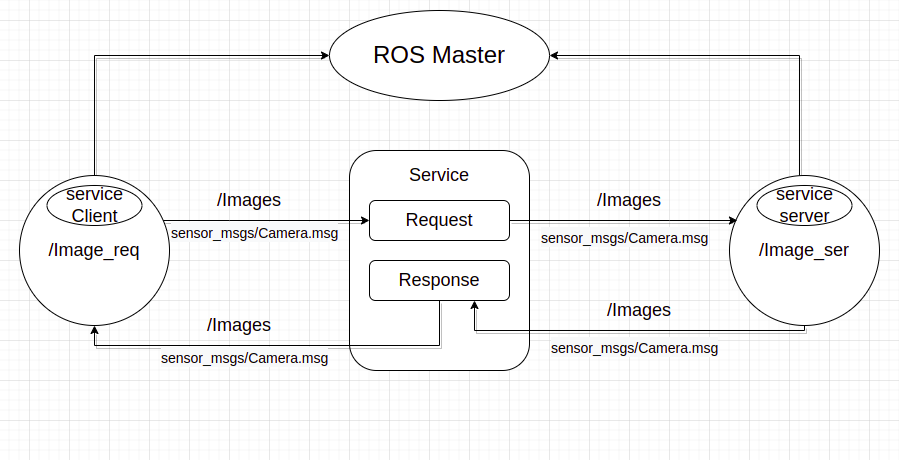 ROS Master
service
Client
/Image_req
/Images
sensor_msgs/Camera.msg
Service
Request
Response
/Images
sensor_msgs/Camera.msg
service
server
/Image_ser
/Images
sensor_msgs/Camera.msg
/Images
sensor_msgs/Camera.msg